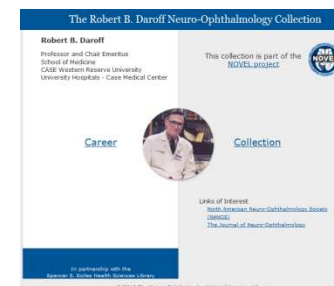 The Robert B. Daroff Neuro-Ophthalmology Collection
Robert B. Daroff
Professor and Chair Emeritus
School of Medicine
CASE Western Reserve University
University Hospitals - Case Medical Center
This collection is part of the
NOVEL project
NOVEL
Career
Collection
Links of Interest
North American Neuro-Ophthalmology Society
(NANOS)
The Journal of Neuro-Ophthalmology
In partnership with the
Spencer S. Eccles Health Sciences Library